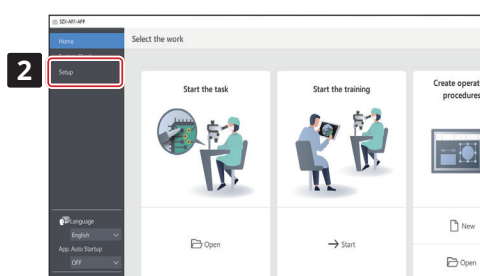 SZX-AR1-APP
Home
Select the work
2
Setup
Start the task
Start the training
Create operat
procedures
Language
English
App. Auto Startup
OFF
Open
Start
New
Open